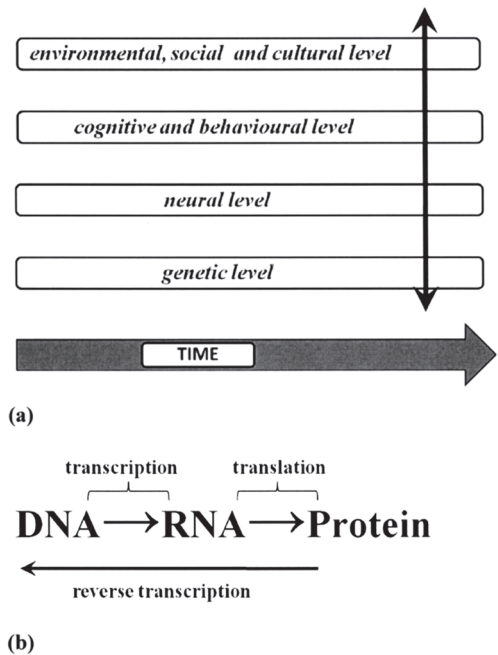 environmental, social and cultural level
cognitive and behavioural level
neural level
genetic level
TIME
(a)
transcription translation
DNA → RNA → Protein
reverse transcription
(b)